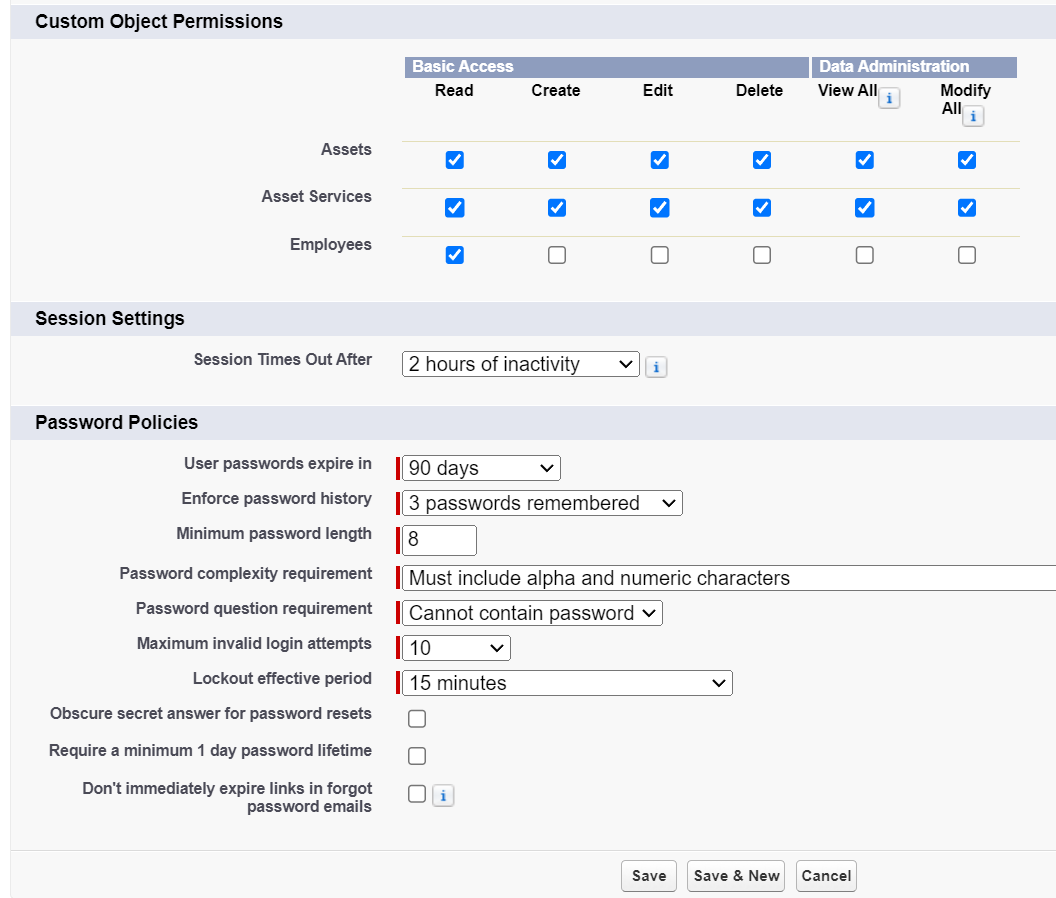 Custom Object Permissions
Basic Access Data Administration
Read Create Edit Delete View All i Modify
All i
Assets
Asset Services
Employees
Session Settings
Session Times Out After 2 hours of inactivity i
Password Policies
User passwords expire in 90 days
Enforce password history 3 passwords remembered
Minimum password length 8
Password complexity requirement Must include alpha and numeric characters
Password question requirement Cannot contain password
Maximum invalid login attempts 10
Lockout effective period 15 minutes
Obscure secret answer for password resets
Require a minimum 1 day password lifetime
Don't immediately expire links in forgot i
password emails
Save Save & New Cancel